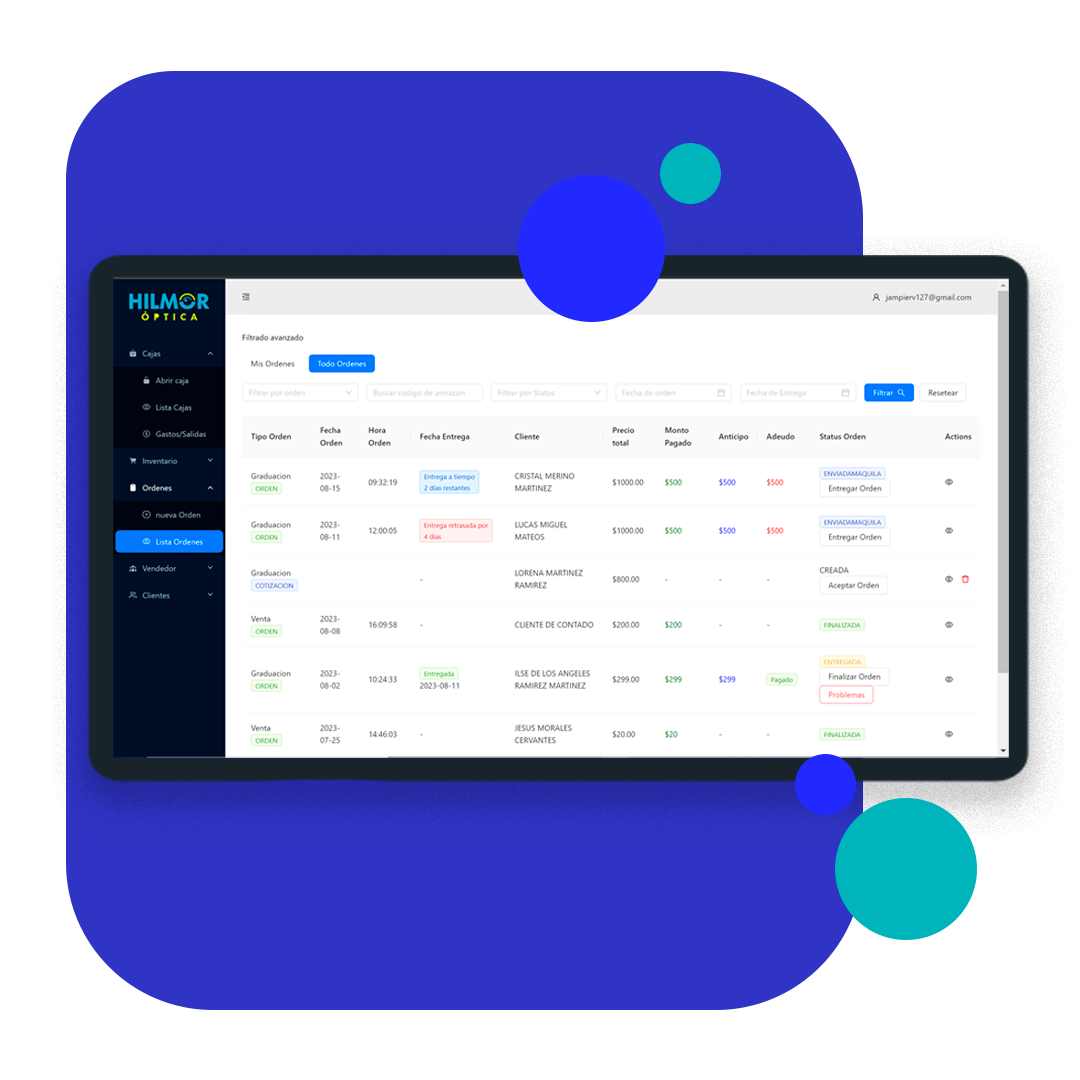 HILMOR
ÓPTICA
Cajas
Abrir caja
Lista Cajas
Gastos/Salidas
Inventario
Ordenes
nueva Orden
Lista Ordenes
Vendedor
Clientes
jampierv127@gmail.com
Filtrado avanzado
Mis Ordenes Todo Ordenes
Filtrar por orden Buscar codigo de armazon Filtrar por Status Fecha de orden Fecha de Entrega Filtrar Resetear
Tipo Orden Fecha Orden Hora Orden Fecha Entrega Cliente Precio total Monto Pagado Anticipo Adeudo Status Orden Actions
Graduacion ORDEN 2023-08-15 09:32:19 Entrega a tiempo 2 días restantes CRISTAL MERINO MARTINEZ $1000.00 $500 $500 $500 ENVIADAMAQUILA Entregar Orden
Graduacion ORDEN 2023-08-11 12:00:05 Entrega retrasada por 4 días LUCAS MIGUEL MATEOS $1000.00 $500 $500 $500 ENVIADAMAQUILA Entregar Orden
Graduacion COTIZACION - LORENA MARTINEZ RAMIREZ $800.00 - - - CREADA Aceptar Orden
Venta ORDEN 2023-08-08 16:09:58 - CLIENTE DE CONTADO $200.00 $200 - - FINALIZADA
Graduacion ORDEN 2023-08-02 10:24:33 Entregada 2023-08-11 ILSE DE LOS ANGELES RAMIREZ MARTINEZ $299.00 $299 $299 Pagado ENTREGADA Finalizar Orden Problemas
Venta ORDEN 2023-07-25 14:46:03 - JESUS MORALES CERVANTES $20.00 $20 - - FINALIZADA